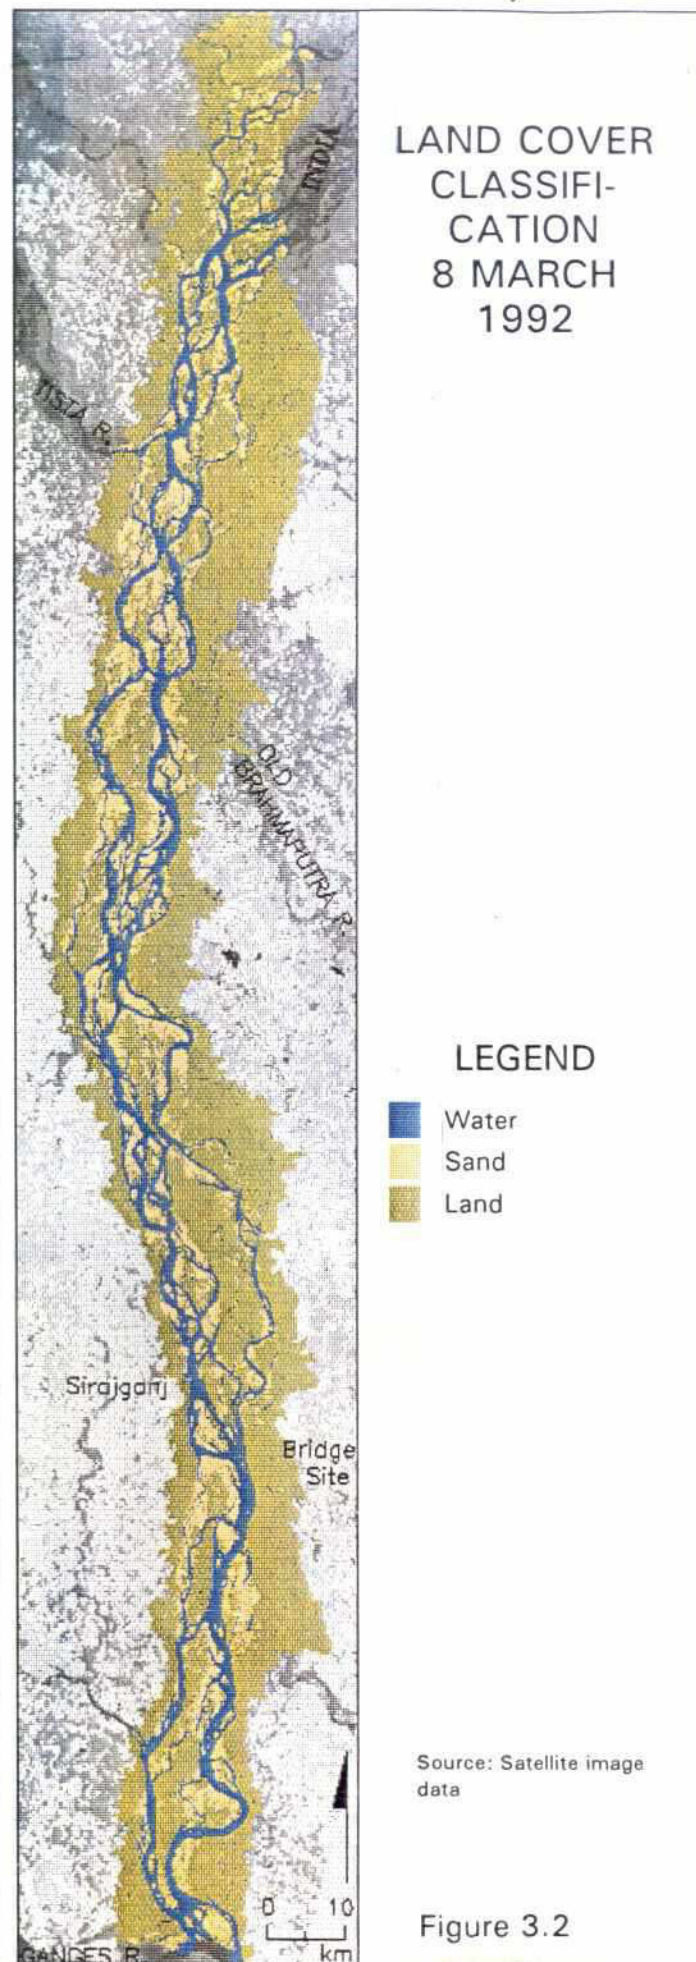 LAND COVER
CLASSIFI-
CATION
8 MARCH
1992
INDIA
TISTA R.
OLD
BRAHMAPUTRA R.
LEGEND
Water
Sand
Land
Sirajganj
Bridge
Site
Source: Satellite image
data
0 10
km
GANGES R.
Figure 3.2